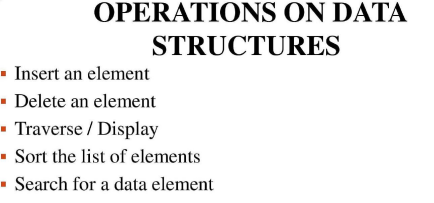 OPERATIONS ON DATA
STRUCTURES
▪ Insert an element
▪ Delete an element
▪ Traverse / Display
▪ Sort the list of elements
▪ Search for a data element